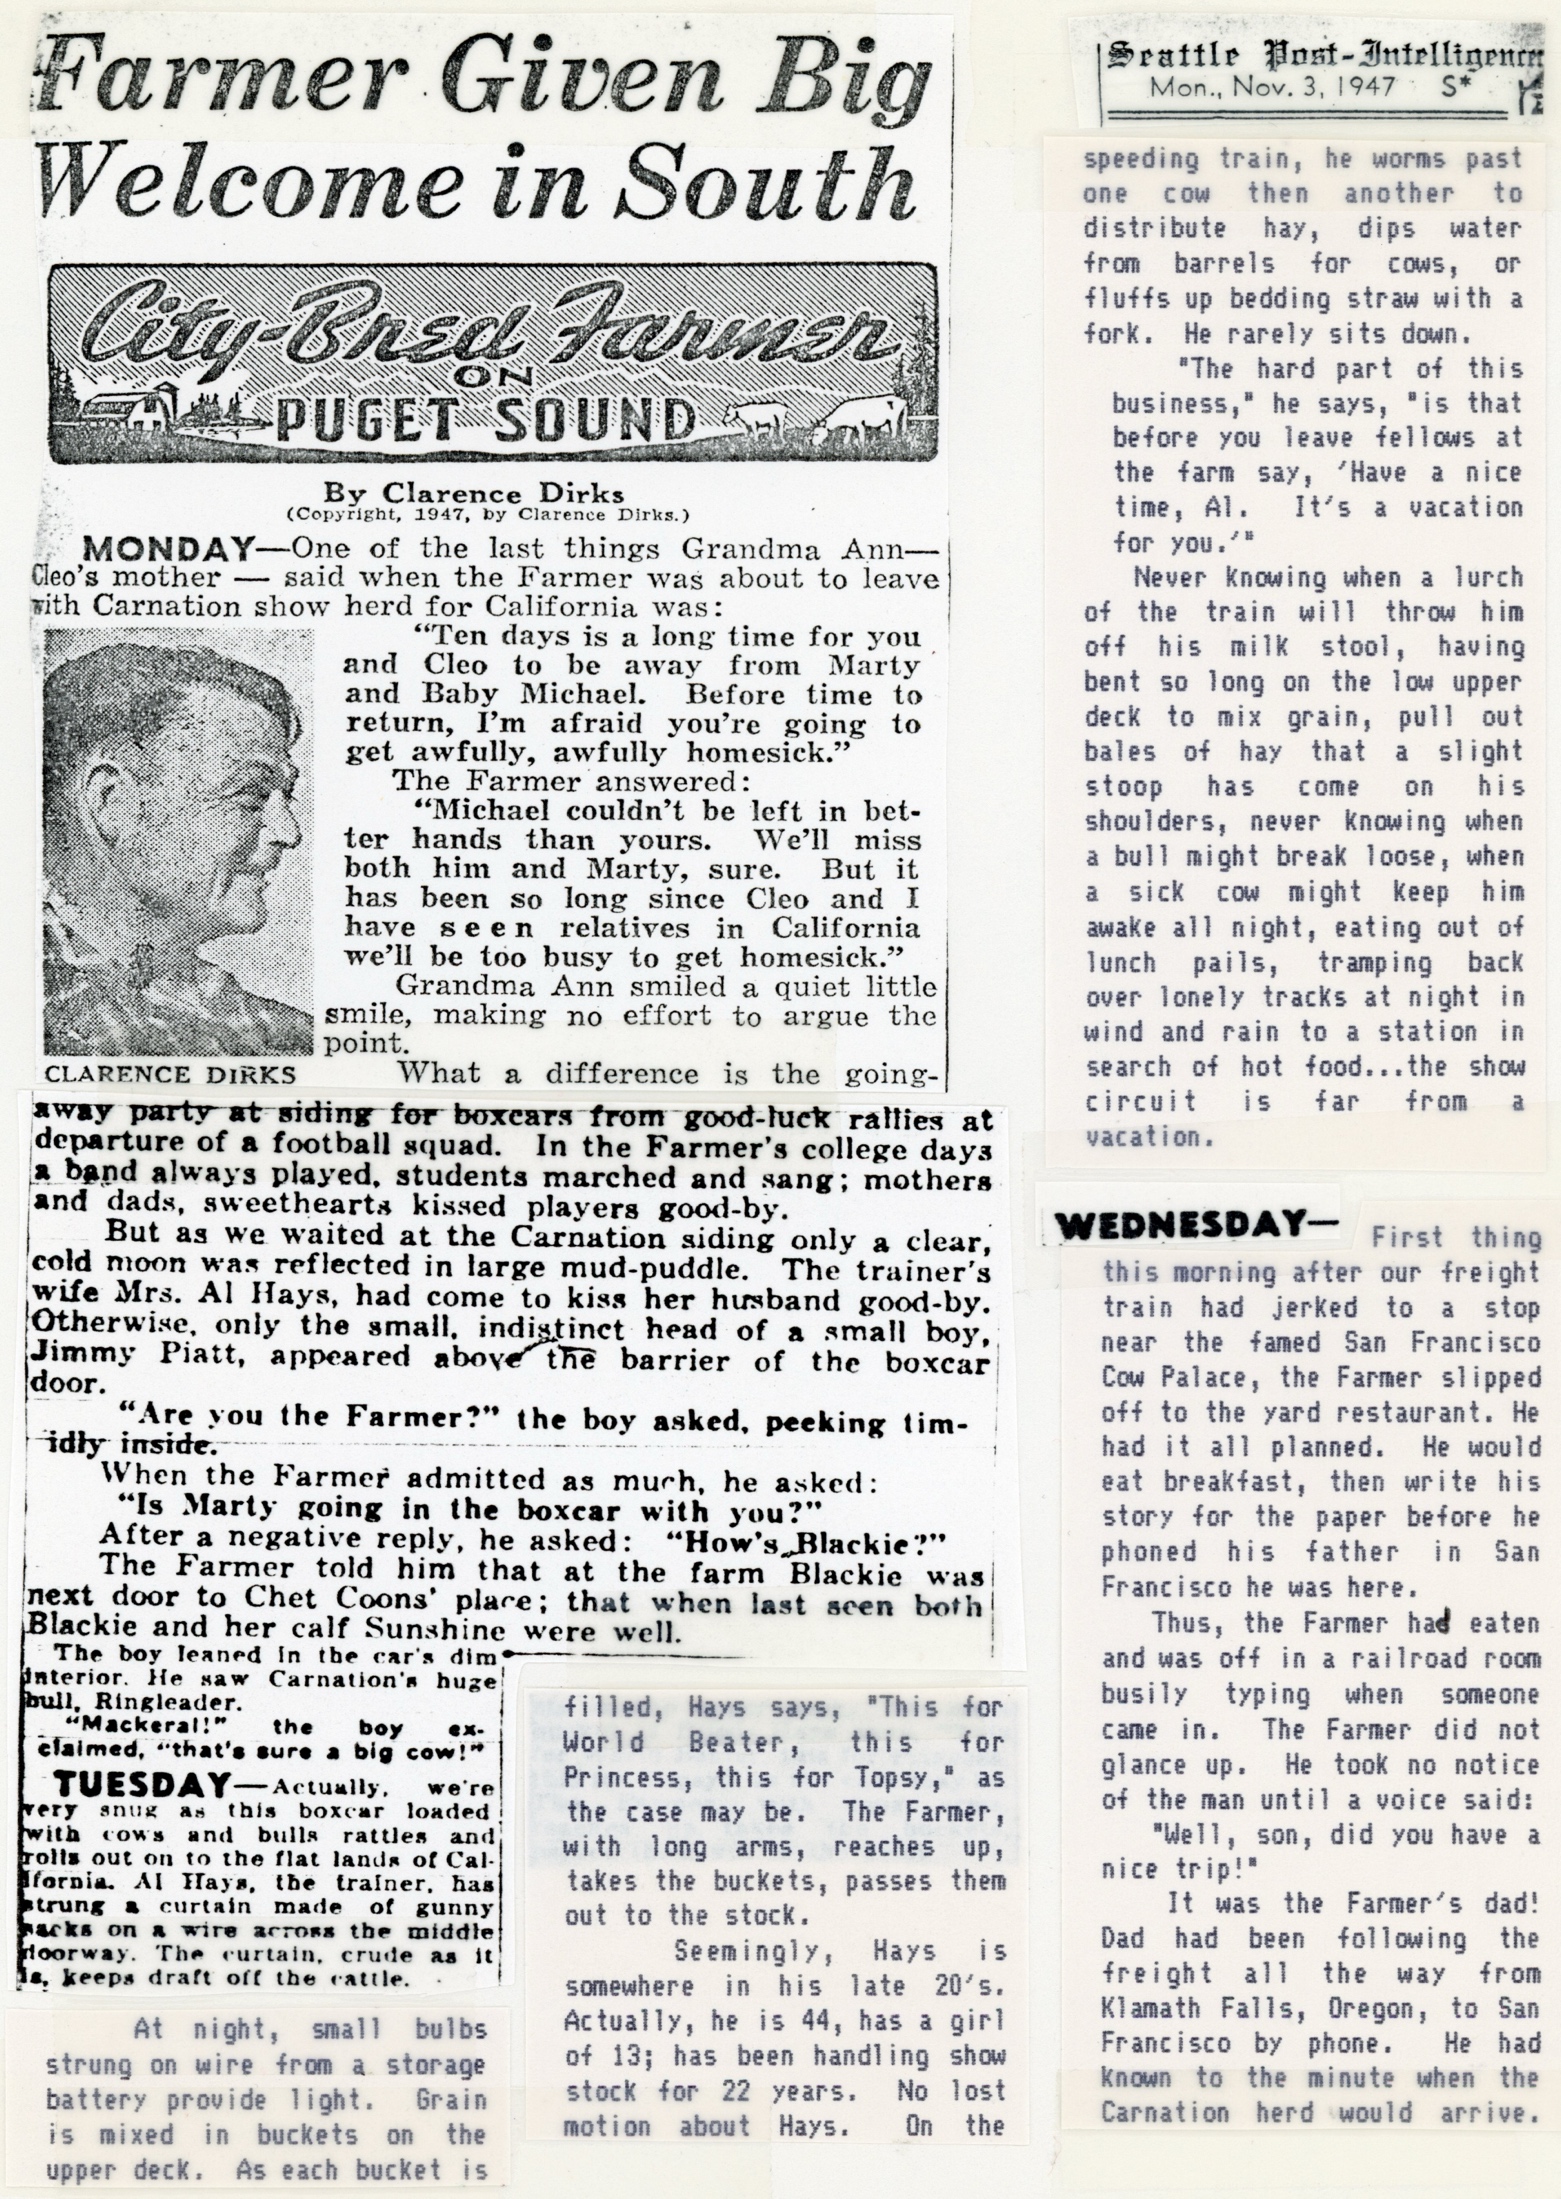 Farmer Given Big
Welcome in South
City-Bred Farmer
ON
PUGET SOUND
By Clarence Dirks
(Copyright, 1947, by Clarence Dirks.)
MONDAY—One of the last things Grandma Ann—
Cleo's mother — said when the Farmer was about to leave
with Carnation show herd for California was:
“Ten days is a long time for you
and Cleo to be away from Marty
and Baby Michael. Before time to
return, I'm afraid you're going to
get awfully, awfully homesick.”
The Farmer answered:
“Michael couldn't be left in bet-
ter hands than yours. We'll miss
both him and Marty, sure. But it
has been so long since Cleo and I
have seen relatives in California
we'll be too busy to get homesick.”
Grandma Ann smiled a quiet little
smile, making no effort to argue the
point.
CLARENCE DIRKS
What a difference is the going-
away party at siding for boxcars from good-luck rallies at
departure of a football squad. In the Farmer's college days
a band always played, students marched and sang; mothers
and dads, sweethearts kissed players good-by.
But as we waited at the Carnation siding only a clear,
cold moon was reflected in large mud-puddle. The trainer's
wife Mrs. Al Hays, had come to kiss her husband good-by.
Otherwise, only the small, indistinct head of a small boy,
Jimmy Piatt, appeared above the barrier of the boxcar
door.
“Are you the Farmer?” the boy asked, peeking tim-
idly inside.
When the Farmer admitted as much, he asked:
“Is Marty going in the boxcar with you?”
After a negative reply, he asked: “How's Blackie?”
The Farmer told him that at the farm Blackie was
next door to Chet Coons' place; that when last seen both
Blackie and her calf Sunshine were well.
The boy leaned in the car's dim
interior. He saw Carnation's huge
bull, Ringleader.
“Mackeral!” the boy ex-
claimed, “that's sure a big cow!”
TUESDAY—Actually, we're
very snug as this boxcar loaded
with cows and bulls rattles and
rolls out on to the flat lands of Cal-
ifornia. Al Hays, the trainer, has
strung a curtain made of gunny
sacks on a wire across the middle
doorway. The curtain, crude as it
is, keeps draft off the cattle.
At night, small bulbs
strung on wire from a storage
battery provide light. Grain
is mixed in buckets on the
upper deck. As each bucket is
filled, Hays says, "This for
World Beater, this for
Princess, this for Topsy," as
the case may be. The Farmer,
with long arms, reaches up,
takes the buckets, passes them
out to the stock.
Seemingly, Hays is
somewhere in his late 20's.
Actually, he is 44, has a girl
of 13; has been handling show
stock for 22 years. No lost
motion about Hays. On the
Seattle Post-Intelligencer
Mon., Nov. 3, 1947 S*
speeding train, he worms past
one cow then another to
distribute hay, dips water
from barrels for cows, or
fluffs up bedding straw with a
fork. He rarely sits down.
"The hard part of this
business," he says, "is that
before you leave fellows at
the farm say, 'Have a nice
time, Al. It's a vacation
for you.'"
Never knowing when a lurch
of the train will throw him
off his milk stool, having
bent so long on the low upper
deck to mix grain, pull out
bales of hay that a slight
stoop has come on his
shoulders, never knowing when
a bull might break loose, when
a sick cow might keep him
awake all night, eating out of
lunch pails, tramping back
over lonely tracks at night in
wind and rain to a station in
search of hot food...the show
circuit is far from a
vacation.
WEDNESDAY— First thing
this morning after our freight
train had jerked to a stop
near the famed San Francisco
Cow Palace, the Farmer slipped
off to the yard restaurant. He
had it all planned. He would
eat breakfast, then write his
story for the paper before he
phoned his father in San
Francisco he was here.
Thus, the Farmer had eaten
and was off in a railroad room
busily typing when someone
came in. The Farmer did not
glance up. He took no notice
of the man until a voice said:
"Well, son, did you have a
nice trip!"
It was the Farmer's dad!
Dad had been following the
freight all the way from
Klamath Falls, Oregon, to San
Francisco by phone. He had
known to the minute when the
Carnation herd would arrive.